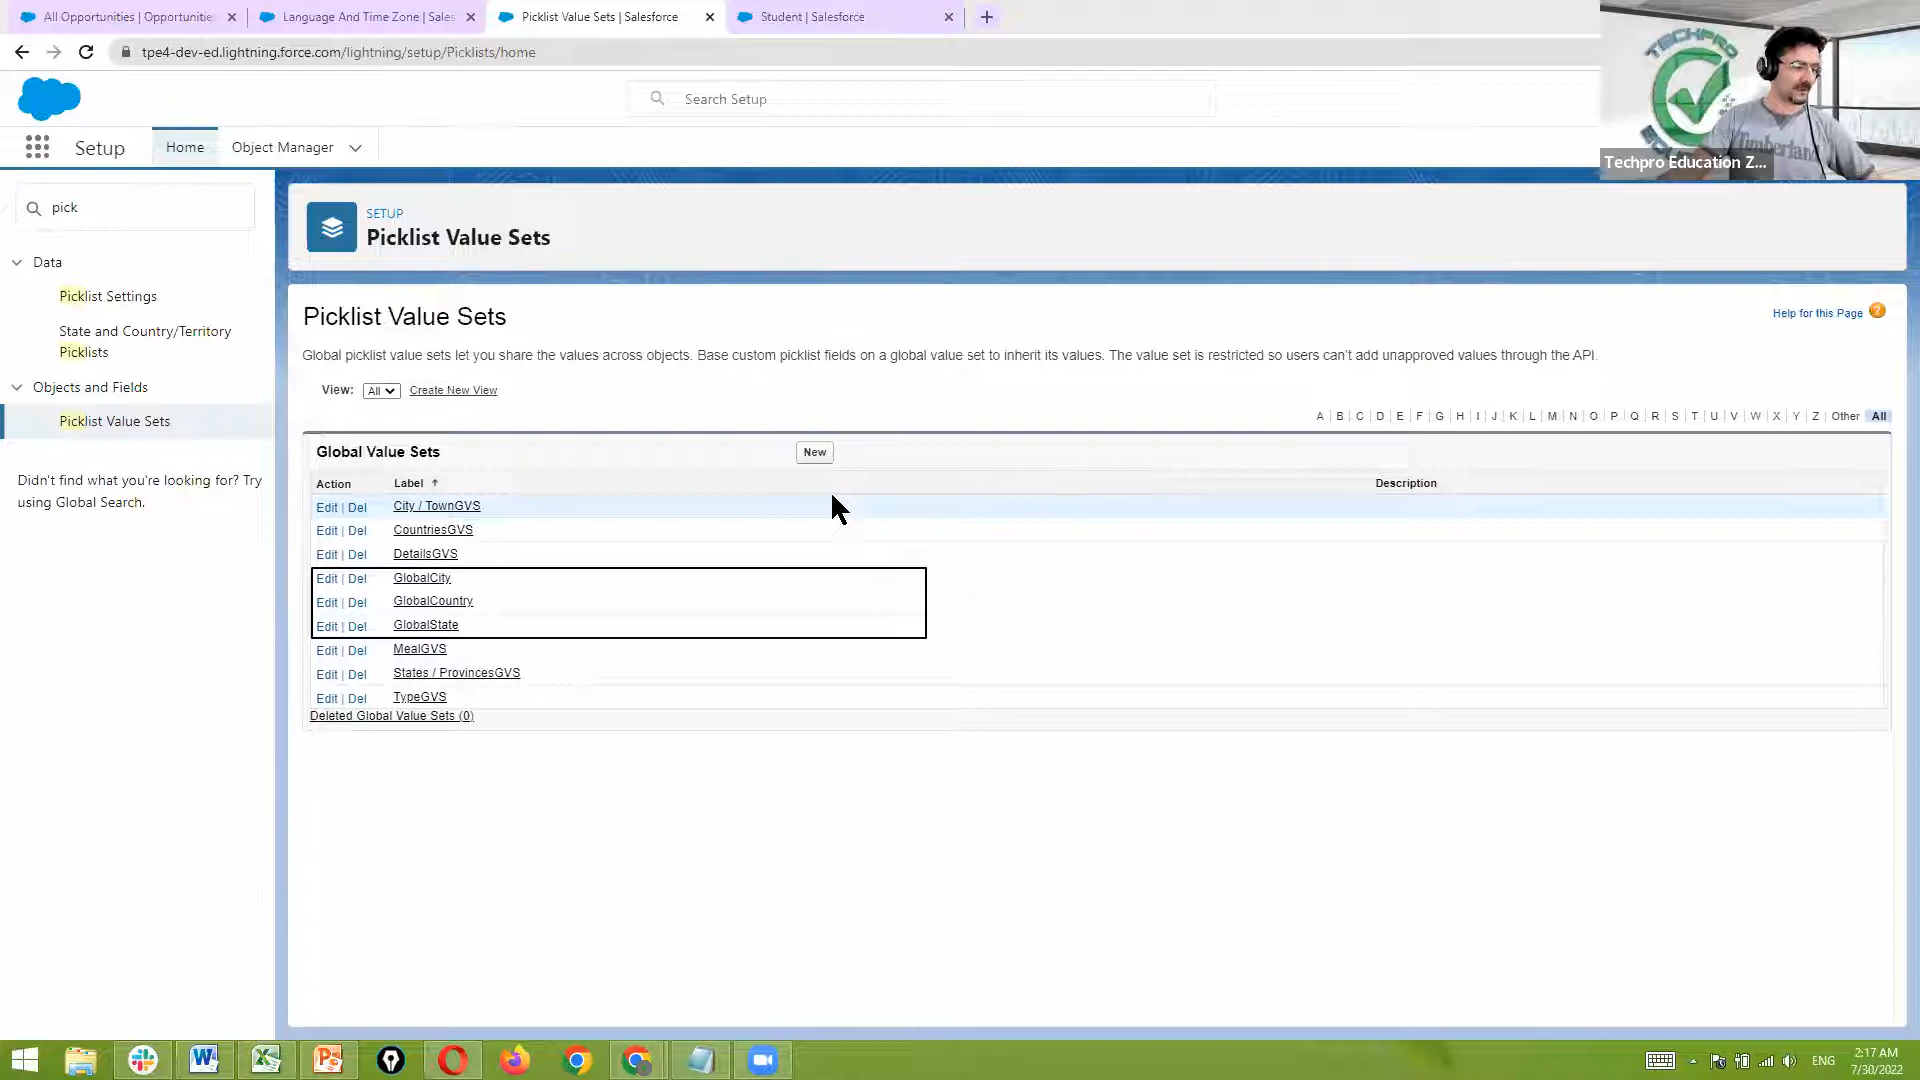 All Opportunities | Opportunitie
Language And Time Zone | Sales
Picklist Value Sets | Salesforce
Student | Salesforce
tpe4-dev-ed.lightning.force.com/lightning/setup/Picklists/home
Search Setup
TECHPRO
Timberland
Techpro Education Z...
Setup
Home
Object Manager
pick
Data
Picklist Settings
State and Country/Territory
Picklists
Objects and Fields
Picklist Value Sets
Didn't find what you're looking for? Try
using Global Search.
SETUP
Picklist Value Sets
Picklist Value Sets
Help for this Page ?
Global picklist value sets let you share the values across objects. Base custom picklist fields on a global value set to inherit its values. The value set is restricted so users can't add unapproved values through the API.
View: All Create New View
A | B | C | D | E | F | G | H | I | J | K | L | M | N | O | P | Q | R | S | T | U | V | W | X | Y | Z | Other | All
Global Value Sets New
Action Label Description
Edit | Del City / TownGVS
Edit | Del CountriesGVS
Edit | Del DetailsGVS
Edit | Del GlobalCity
Edit | Del GlobalCountry
Edit | Del GlobalState
Edit | Del MealGVS
Edit | Del States / ProvincesGVS
Edit | Del TypeGVS
Deleted Global Value Sets (0)
ENG
2:17 AM
7/30/2022